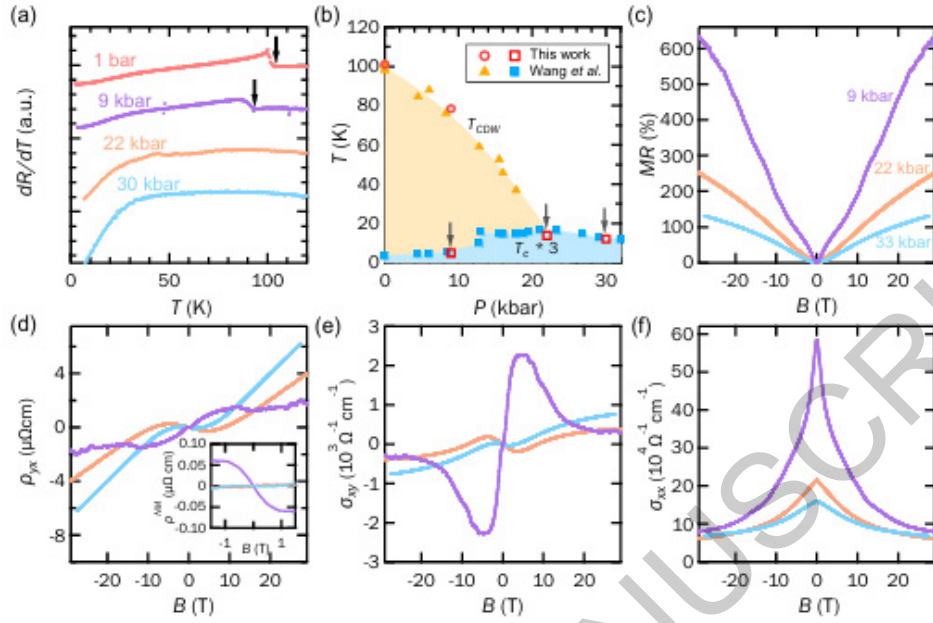 (a)
dR/dT (a.u.)
1 bar
9 kbar
22 kbar
30 kbar
0 50 100
T (K)
(b)
T (K)
120
100
80
60
40
20
0
This work
Wang et al.
T_CDW
T_c * 3
0 10 20 30
P (kbar)
(c)
MR (%)
600
500
400
300
200
100
0
9 kbar
22 kbar
33 kbar
-20 -10 0 10 20
B (T)
(d)
ρyx (μΩcm)
4
0
-4
-8
-20 -10 0 10 20
B (T)
ρ (μΩ cm)
0.10
0.05
0.00
-0.05
-0.10
-1 1
B (T)
(e)
σxy (10 3 Ω -1 cm -1)
3
2
1
0
-1
-2
-3
-20 -10 0 10 20
B (T)
(f)
σxx (10 4 Ω -1 cm -1)
60
50
40
30
20
10
0
-20 -10 0 10 20
B (T)
NUSCRI